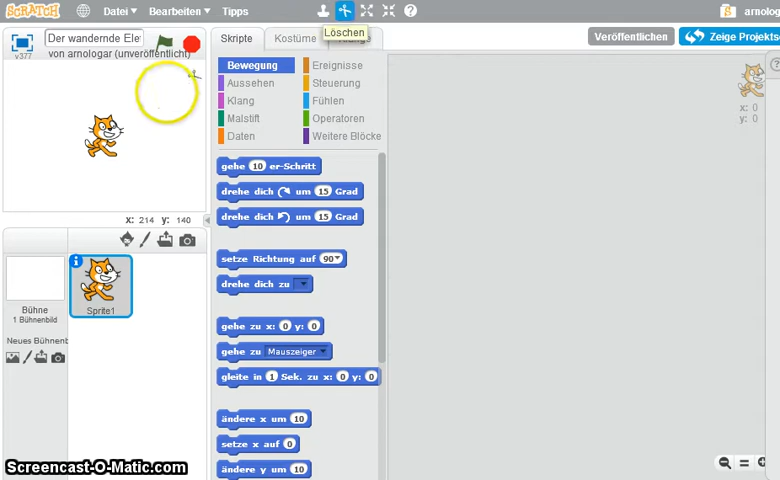 SCRATCH Datei Bearbeiten Tipps arnologa
Löschen
Der wandernde Ele
von arnologar (unveröffentlicht)
v377
Skripte Kostüme
Veröffentlichen Zeige Projekts
Bewegung Ereignisse
Aussehen Steuerung
Klang Fühlen
Malstift Operatoren
Daten Weitere Blöcke
x: 0
y: 0
gehe 10 er-Schritt
drehe dich um 15 Grad
drehe dich um 15 Grad
setze Richtung auf 90
drehe dich zu
gehe zu x: 0 y: 0
gehe zu Mauszeiger
gleite in 1 Sek. zu x: 0 y: 0
ändere x um 10
setze x auf 0
ändere y um 10
x: 214 y: 140
Sprite1
Bühne
1 Bühnenbild
Neues Bühnenb
Screencast-O-Matic.com